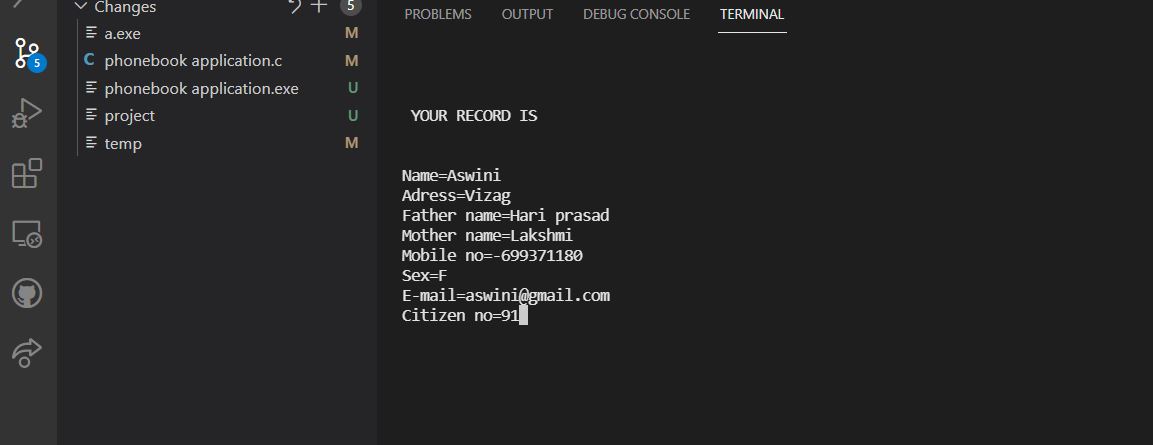 Changes 5
a.exe M
C phonebook application.c M
phonebook application.exe U
project U
temp M
5
PROBLEMS OUTPUT DEBUG CONSOLE TERMINAL
YOUR RECORD IS
Name=Aswini
Adress=Vizag
Father name=Hari prasad
Mother name=Lakshmi
Mobile no=-699371180
Sex=F
E-mail=aswini@gmail.com
Citizen no=91